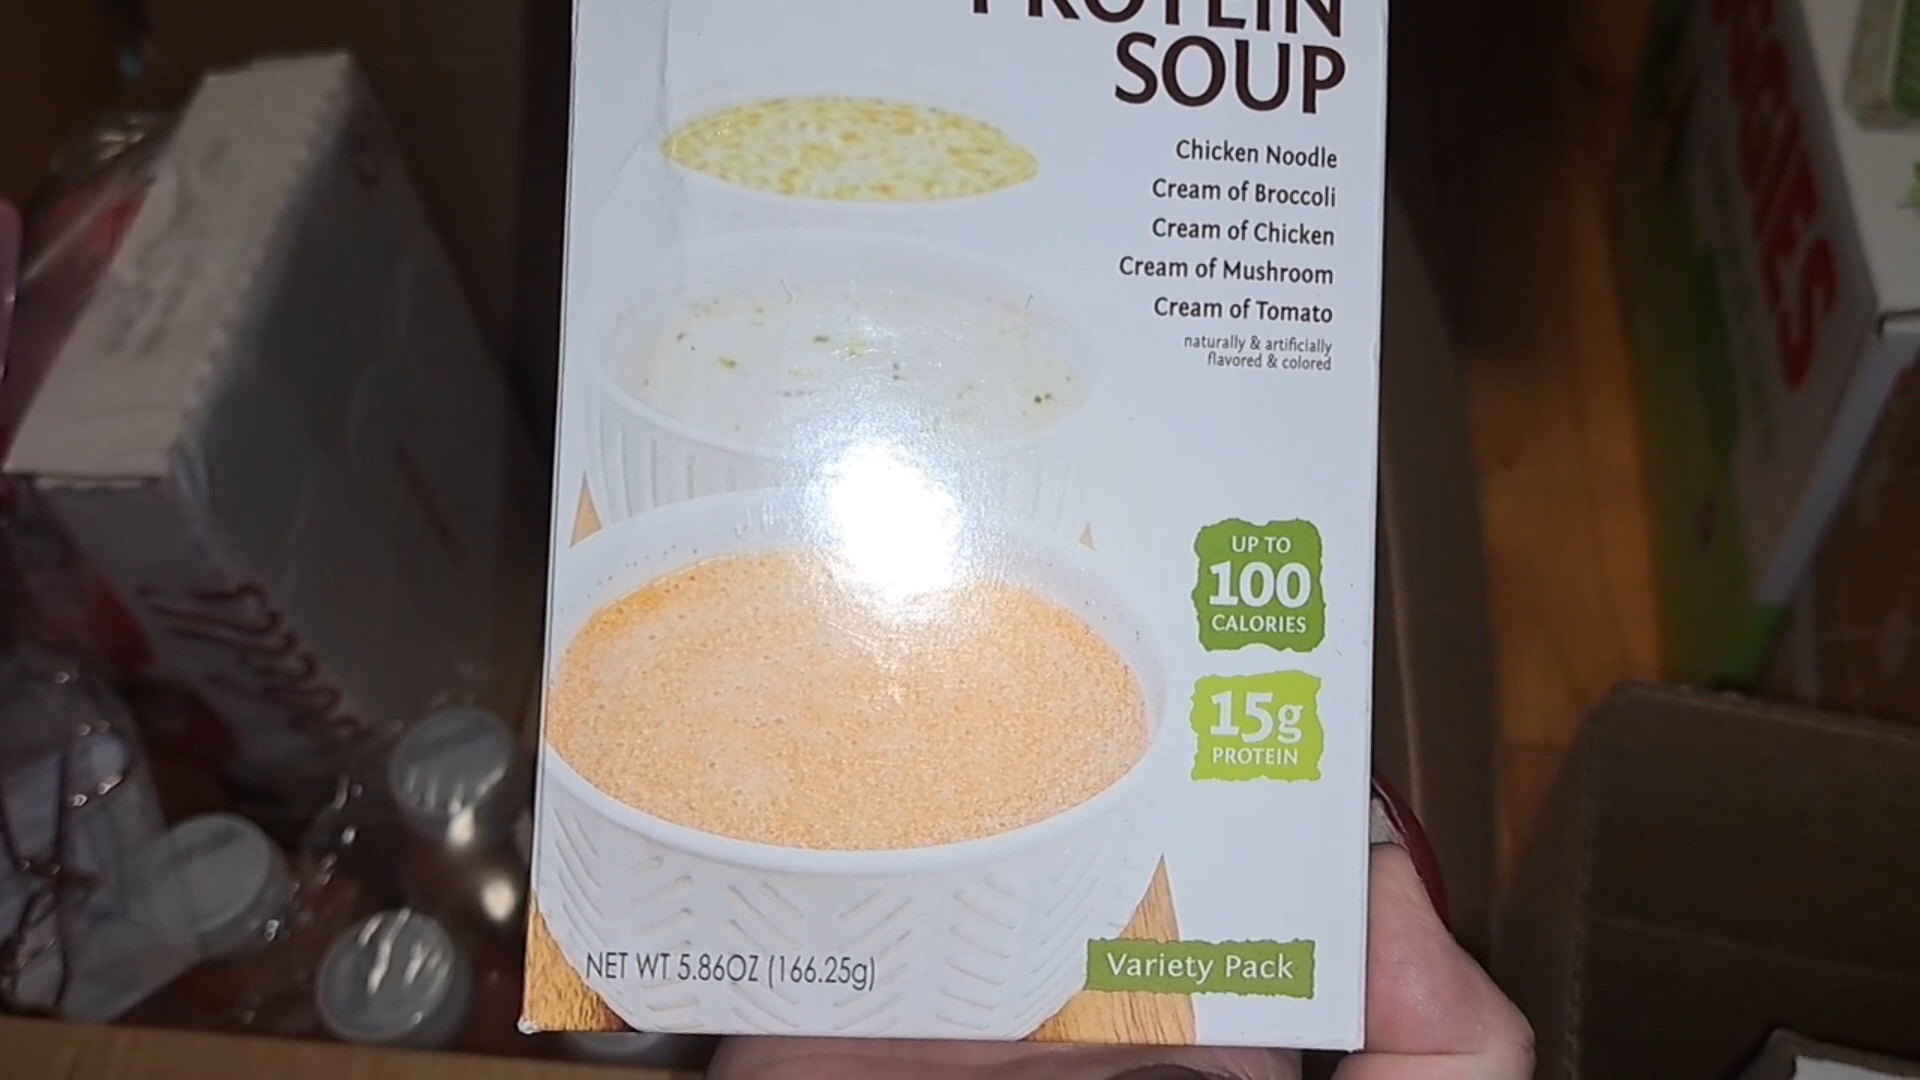 PROTEIN
SOUP
Chicken Noodle
Cream of Broccoli
Cream of Chicken
Cream of Mushroom
Cream of Tomato
naturally & artificially
flavored & colored
UP TO
100
CALORIES
15g
PROTEIN
NET WT 5.86OZ (166.25g)
Variety Pack